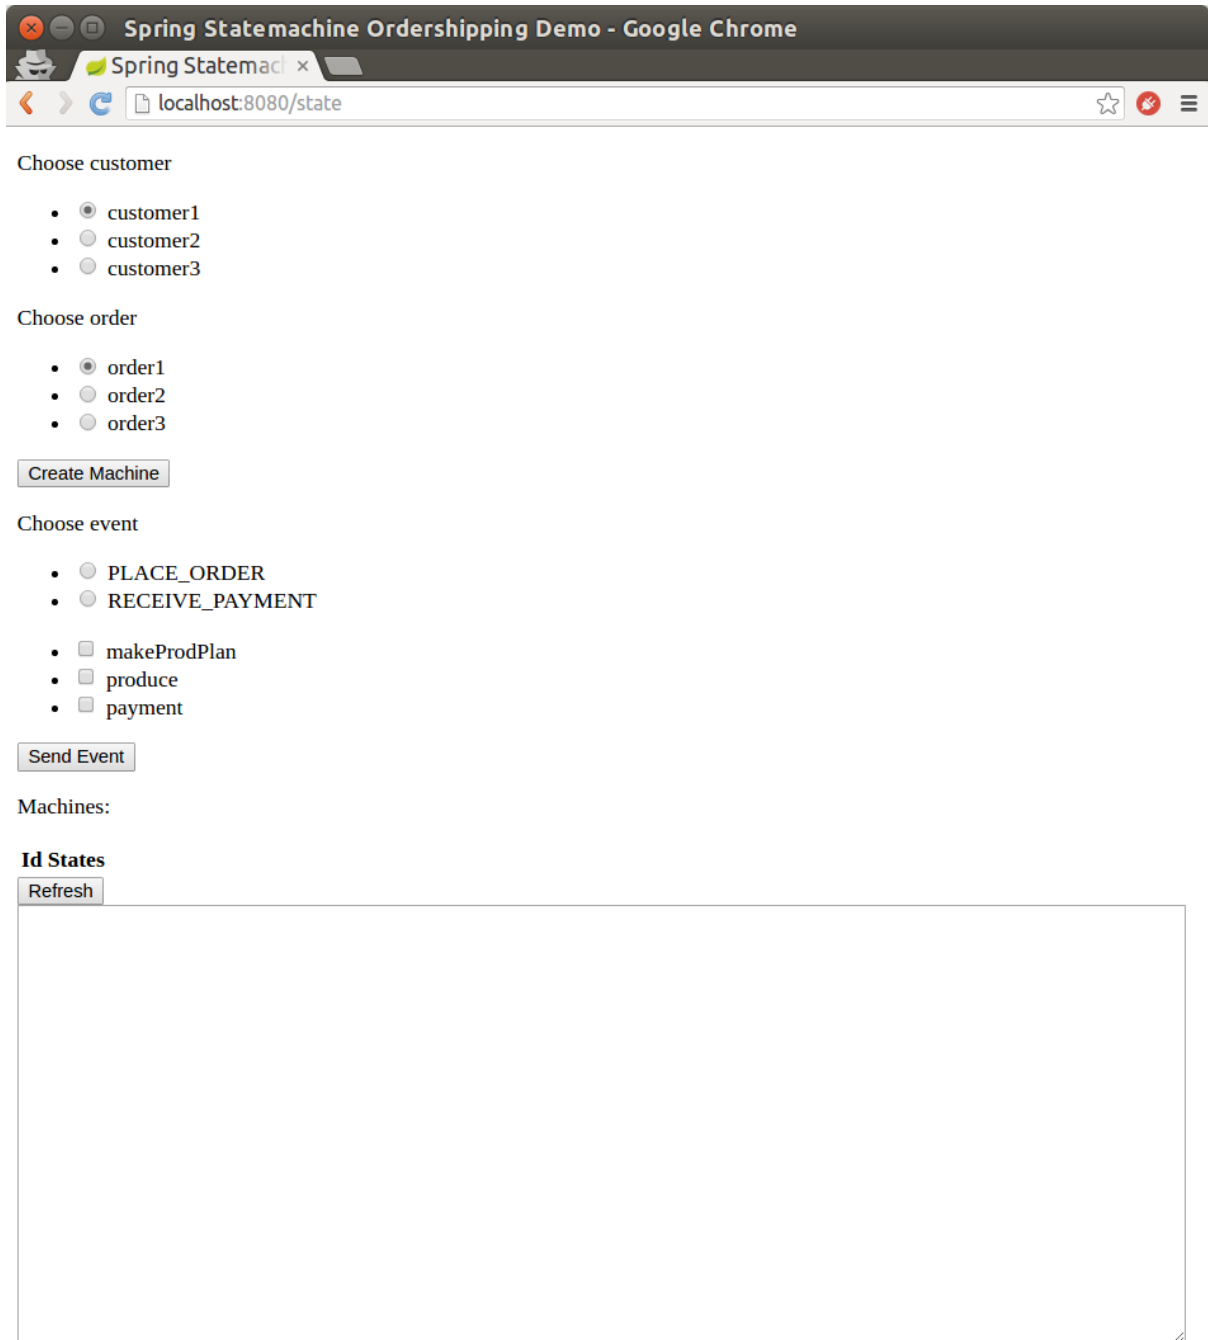 Spring Statemachine Ordershipping Demo - Google Chrome
Spring Statemach
localhost:8080/state
Choose customer
customer1
customer2
customer3
Choose order
order1
order2
order3
Create Machine
Choose event
PLACE_ORDER
RECEIVE_PAYMENT
makeProdPlan
produce
payment
Send Event
Machines:
Id States
Refresh